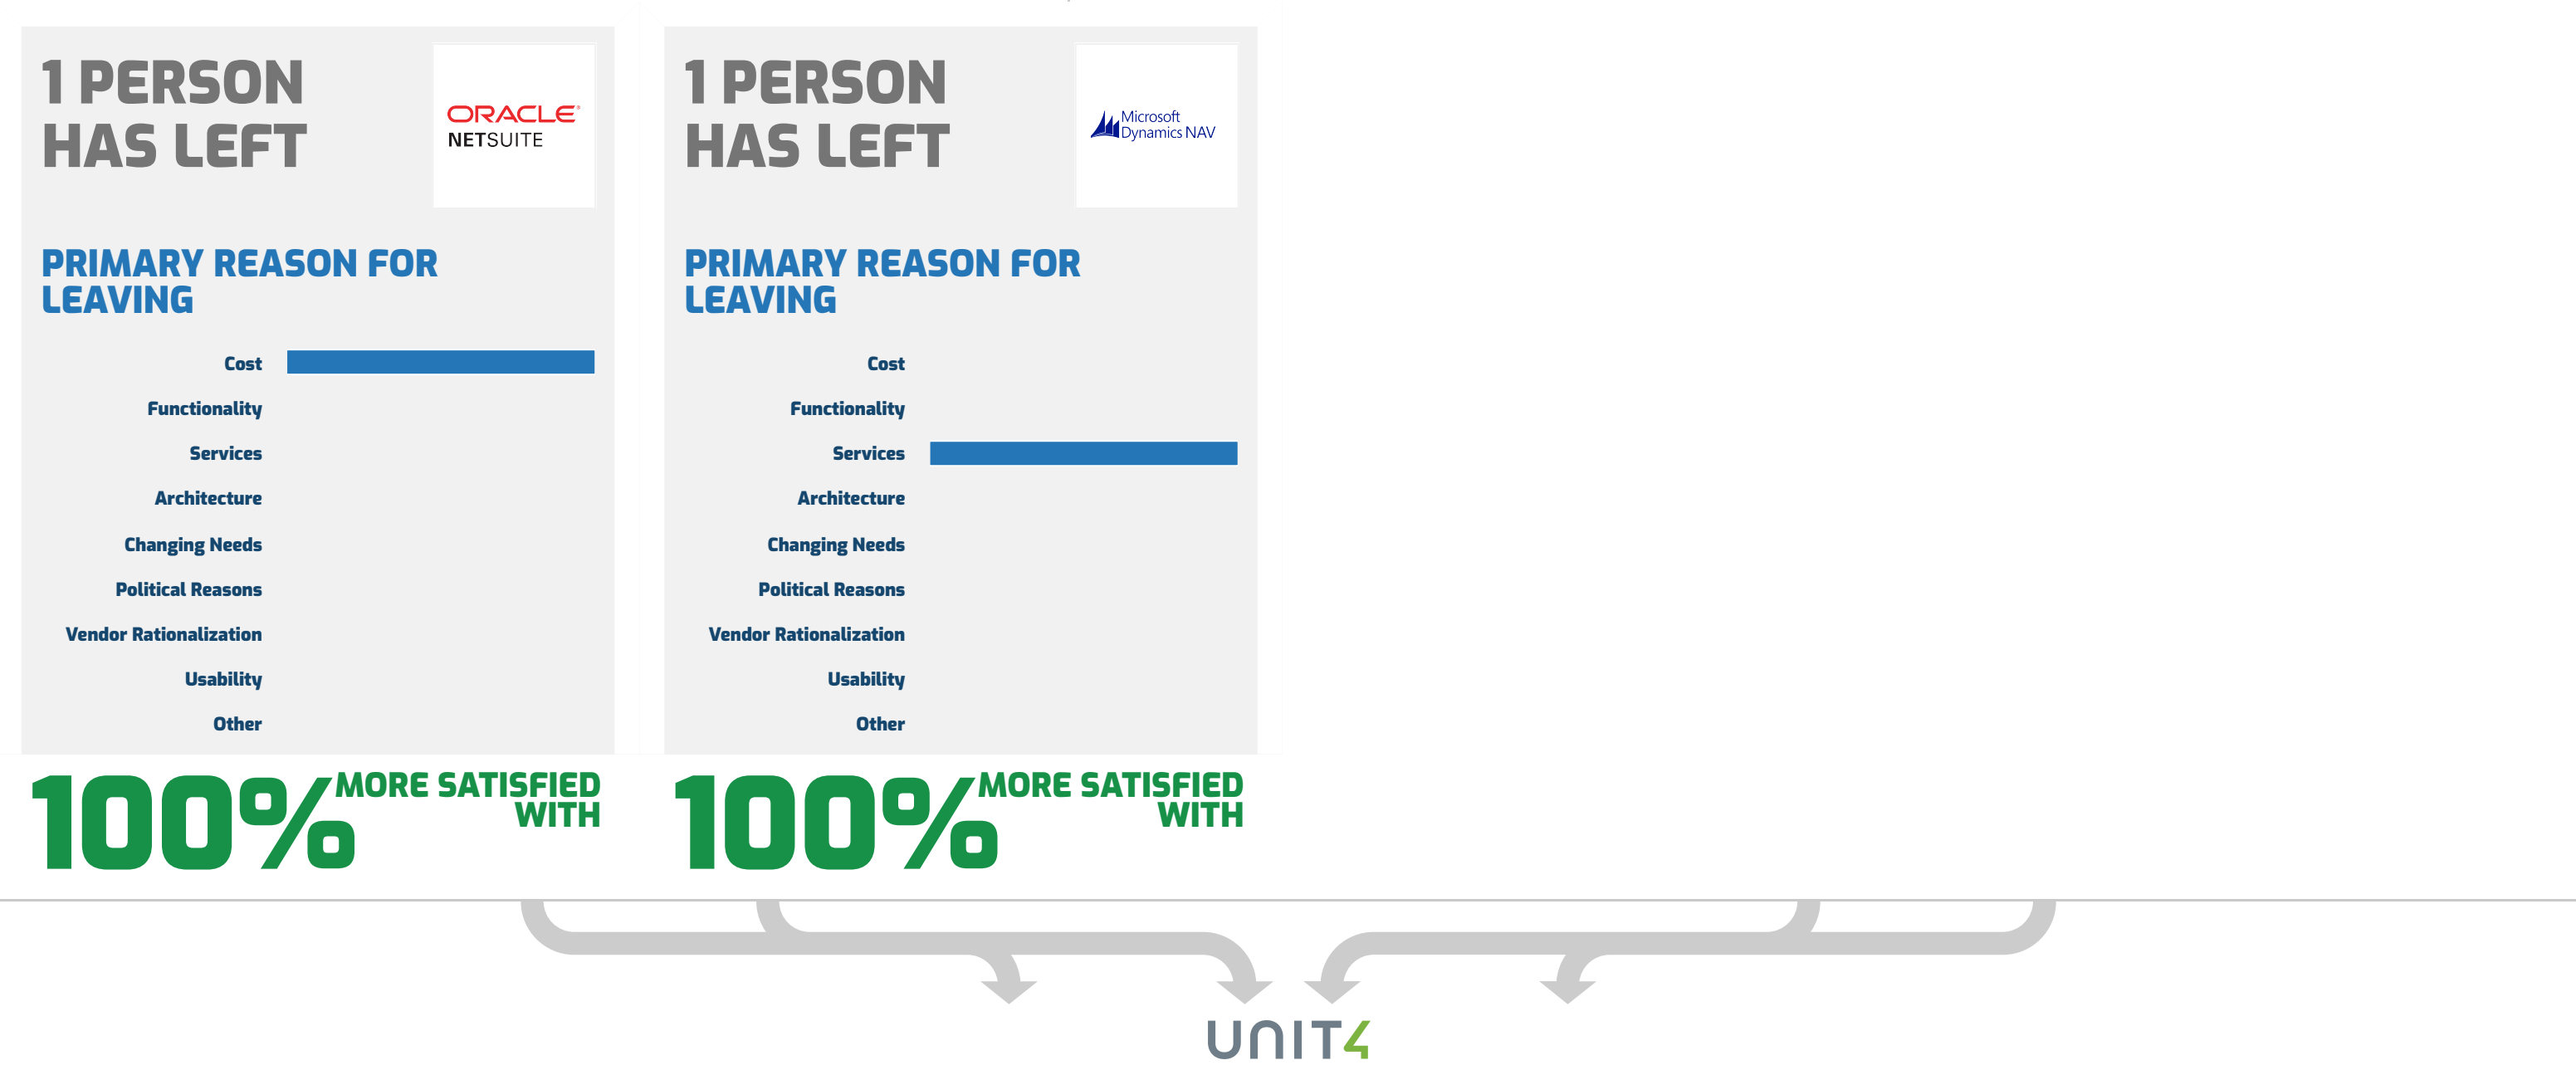 1 PERSON
HAS LEFT
ORACLE®
NETSUITE
PRIMARY REASON FOR
LEAVING
Cost
Functionality
Services
Architecture
Changing Needs
Political Reasons
Vendor Rationalization
Usability
Other
100% MORE SATISFIED
WITH
1 PERSON
HAS LEFT
Microsoft
Dynamics NAV
PRIMARY REASON FOR
LEAVING
Cost
Functionality
Services
Architecture
Changing Needs
Political Reasons
Vendor Rationalization
Usability
Other
100% MORE SATISFIED
WITH
UNIT4